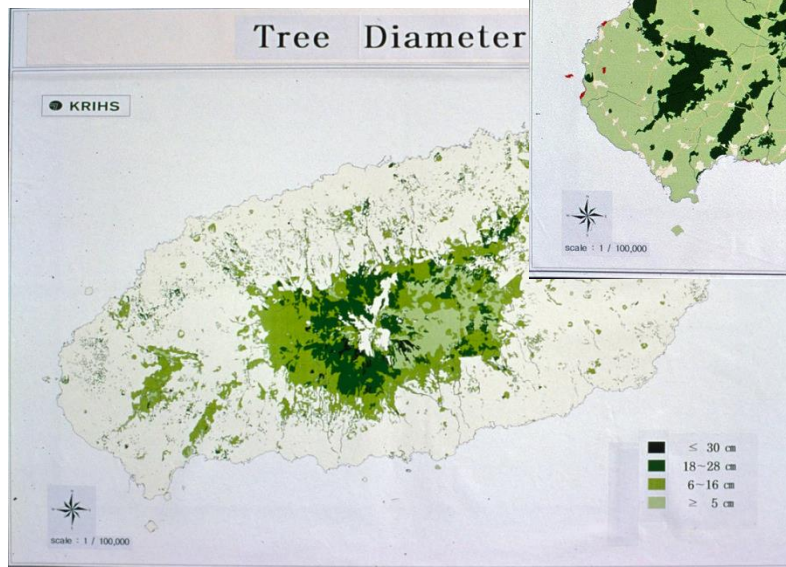 Tree Diameter
KRIHS
scale : 1 / 100,000
≤ 30 cm
18~28 cm
6~16 cm
≥ 5 cm
scale : 1 / 100,000